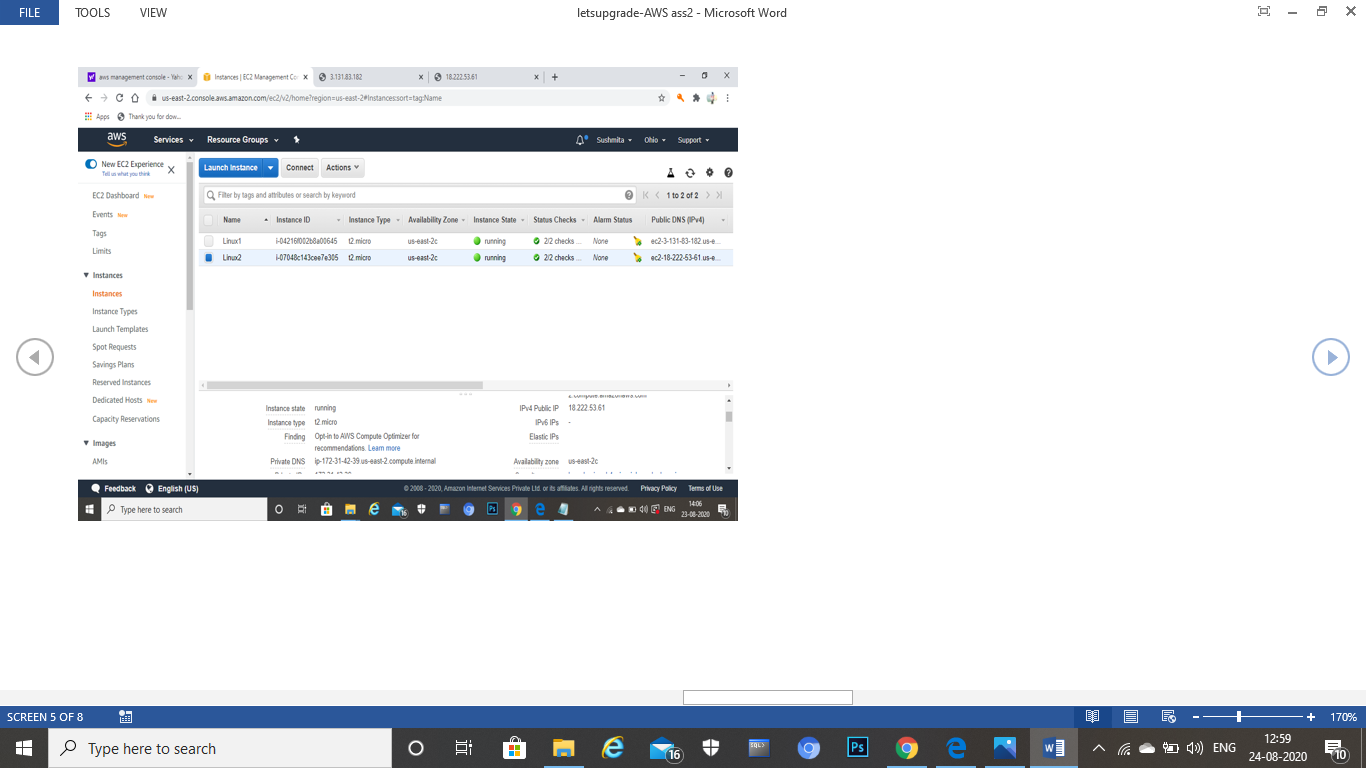 FILE TOOLS VIEW letsupgrade-AWS ass2 - Microsoft Word
aws management console - Yaho Instances | EC2 Management Co 3.131.83.182 18.222.53.61
us-east-2.console.aws.amazon.com/ec2/v2/home?region=us-east-2#Instances:sort=tag:Name
Apps Thank you for dow...
aws Services Resource Groups Sushmita Ohio Support
New EC2 Experience
Tell us what you think
Launch Instance Connect Actions
EC2 Dashboard New
Filter by tags and attributes or search by keyword 1 to 2 of 2
Events New
Name Instance ID Instance Type Availability Zone Instance State Status Checks Alarm Status Public DNS (IPv4)
Tags
Linux1 i-04216f002b8a00645 t2.micro us-east-2c running 2/2 checks ... None ec2-3-131-83-182.us-e...
Limits
Linux2 i-07048c143cee7e305 t2.micro us-east-2c running 2/2 checks ... None ec2-18-222-53-61.us-e...
Instances
Instances
Instance Types
Launch Templates
Spot Requests
Savings Plans
Reserved Instances
Dedicated Hosts New
Capacity Reservations
Images
AMIs
2.compute.amazonaws.com
Instance state running IPv4 Public IP 18.222.53.61
Instance type t2.micro IPv6 IPs -
Finding Opt-in to AWS Compute Optimizer for Elastic IPs
recommendations. Learn more
Private DNS ip-172-31-42-39.us-east-2.compute.internal Availability zone us-east-2c
Feedback English (US) © 2008 - 2020, Amazon Internet Services Private Ltd. or its affiliates. All rights reserved. Privacy Policy Terms of Use
Type here to search 16 Ps ENG 14:06
23-08-2020 10
SCREEN 5 OF 8 170%
Type here to search 16 SQL Ps ENG 12:59
24-08-2020 10